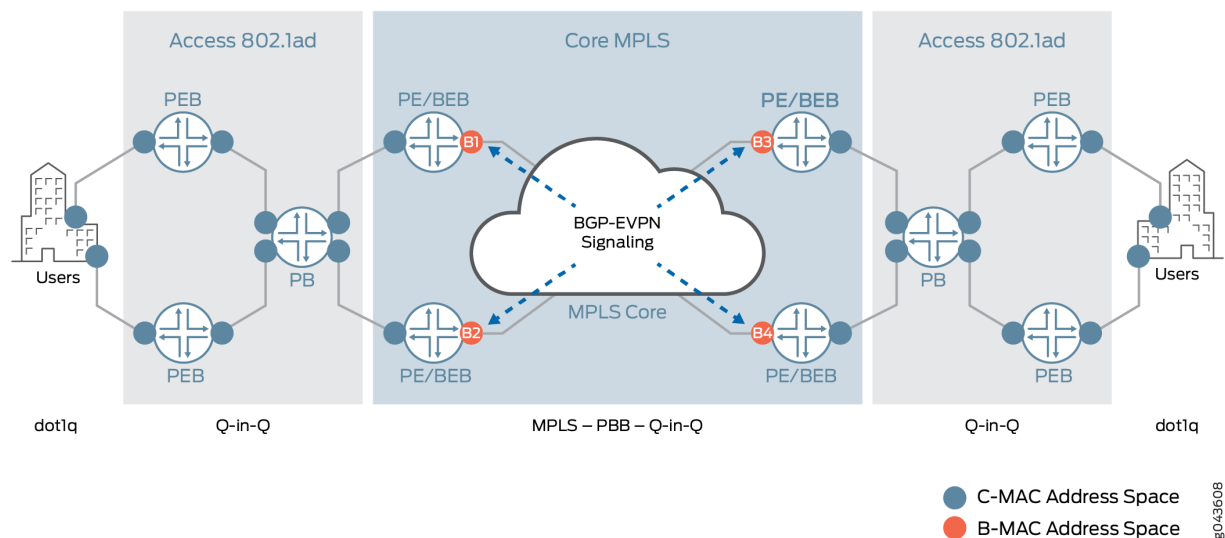 Access 802.1ad
Core MPLS
Access 802.1ad
PEB
PE/BEB
PE/BEB
PEB
B1
B3
BGP-EVPN
Signaling
Users
PB
PB
Users
MPLS Core
B2
B4
PEB
PE/BEB
PE/BEB
PEB
dot1q
Q-in-Q
MPLS – PBB – Q-in-Q
Q-in-Q
dot1q
C-MAC Address Space
B-MAC Address Space
g043608